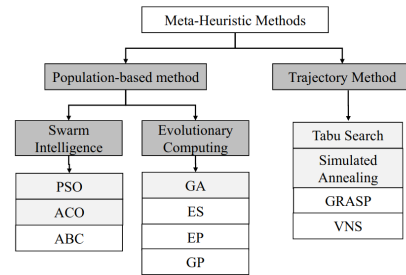 Meta-Heuristic Methods
Population-based method
Trajectory Method
Swarm
Intelligence
Evolutionary
Computing
PSO
ACO
ABC
GA
ES
EP
GP
Tabu Search
Simulated
Annealing
GRASP
VNS